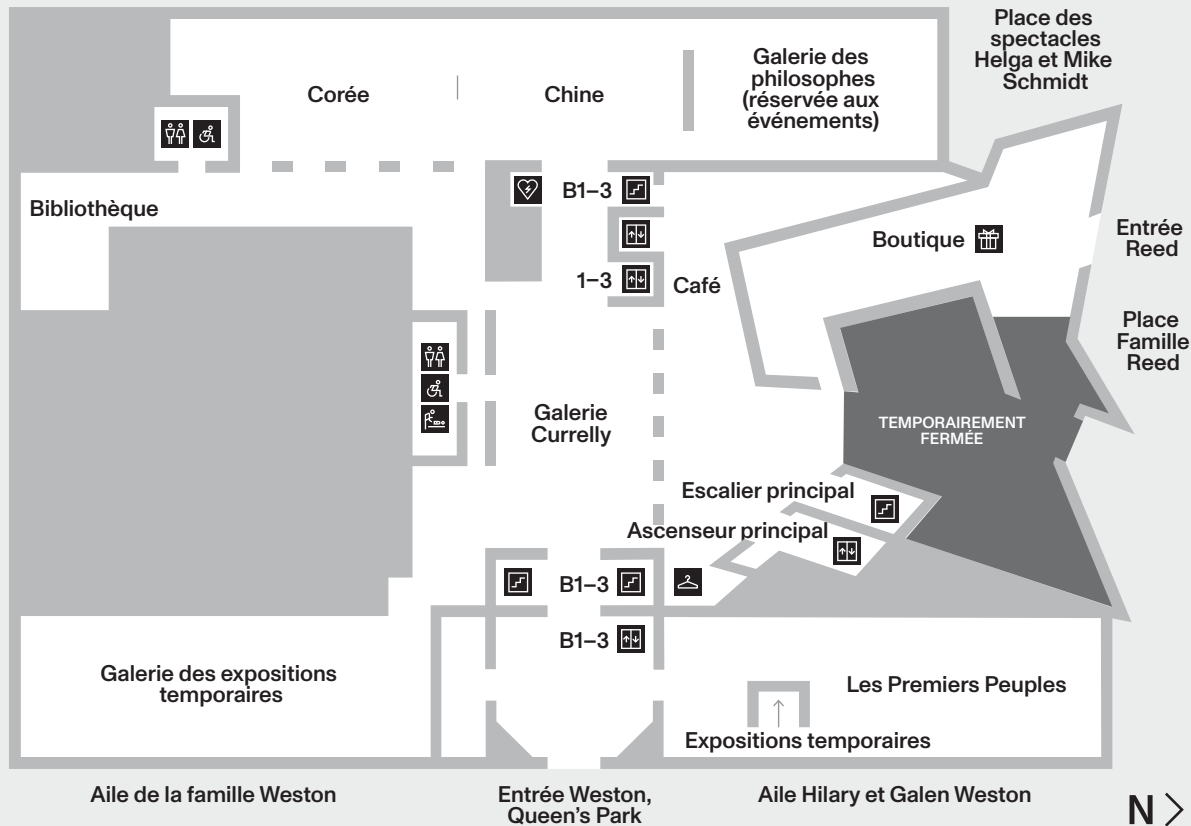 Place des
spectacles
Helga et Mike
Schmidt
Corée
Chine
Galerie des
philosophes
(réservée aux
événements)
B1–3
Bibliothèque
Boutique
Entrée
Reed
1–3
Café
Place
Famille
Reed
Galerie
Currelly
TEMPORAIREMENT
FERMÉE
Escalier principal
Ascenseur principal
B1–3
B1–3
Galerie des expositions
temporaires
Les Premiers Peuples
Expositions temporaires
Aile de la famille Weston
Entrée Weston,
Queen's Park
Aile Hilary et Galen Weston
N